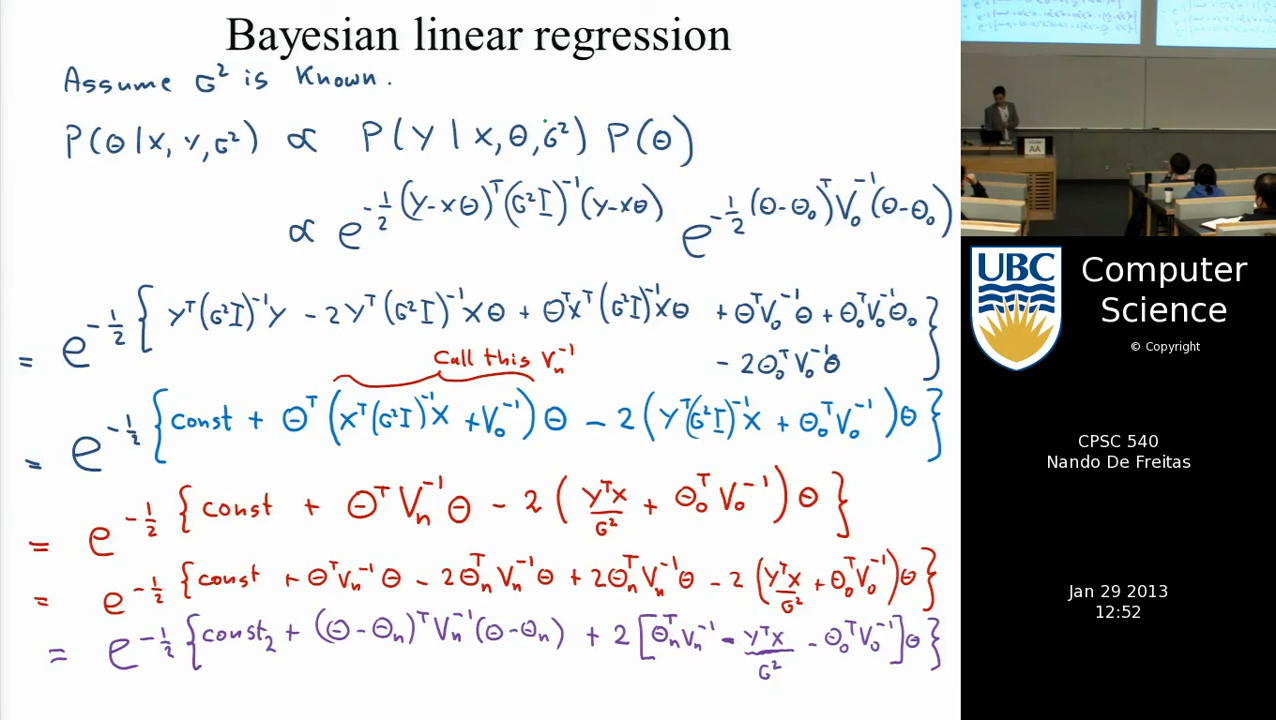 Bayesian linear regression
Assume σ² is known.
P(θ|X, Y, σ²) ∝ P(Y|X, θ, σ²) P(θ)
∝ e^{-½ (Y-Xθ)ᵀ(σ²I)⁻¹(Y-Xθ)} e^{-½ (θ-θ₀)ᵀV₀⁻¹(θ-θ₀)}
= e^{-½ { Yᵀ(σ²I)⁻¹Y - 2Yᵀ(σ²I)⁻¹Xθ + θᵀXᵀ(σ²I)⁻¹Xθ + θᵀV₀⁻¹θ + θ₀ᵀV₀⁻¹θ₀
- 2θ₀ᵀV₀⁻¹θ }}
Call this Vₙ⁻¹
= e^{-½ { const + θᵀ(Xᵀ(σ²I)⁻¹X + V₀⁻¹)θ - 2(Yᵀ(σ²I)⁻¹X + θ₀ᵀV₀⁻¹)θ }}
= e^{-½ { const + θᵀVₙ⁻¹θ - 2(YᵀX/σ² + θ₀ᵀV₀⁻¹)θ }}
= e^{-½ { const + θᵀVₙ⁻¹θ - 2θₙᵀVₙ⁻¹θ + 2θₙᵀVₙ⁻¹θ - 2(YᵀX/σ² + θ₀ᵀV₀⁻¹)θ }}
= e^{-½ { const₂ + (θ-θₙ)ᵀVₙ⁻¹(θ-θₙ) + 2[θₙᵀVₙ⁻¹ - YᵀX/σ² - θ₀ᵀV₀⁻¹]θ }}
AA
UBC
Computer
Science
© Copyright
CPSC 540
Nando De Freitas
Jan 29 2013
12:52